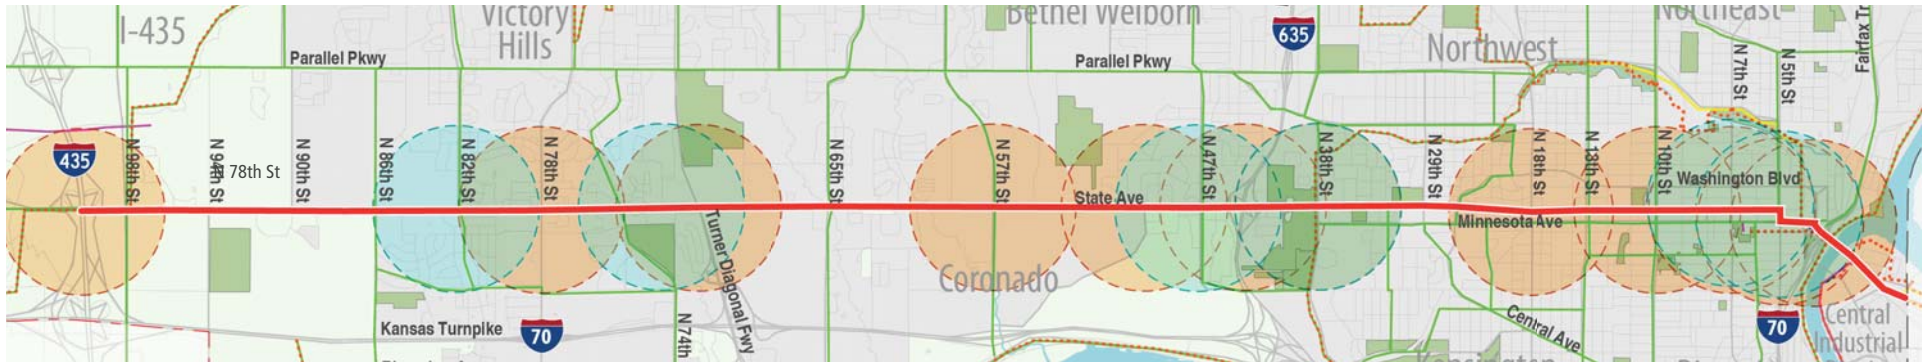 I-435
Victory
Hills
Bethel Welborn
635
Northwest
Northeast
Fairfax Tr
Parallel Pkwy
Parallel Pkwy
N 7th St
N 5th St
435
N 98th St
N 94th
78th St
N 90th St
N 86th St
N 82th St
N 78th St
N 65th St
N 57th St
N 47th St
N 38th St
N 29th St
N 18th St
N 13th St
N 10th St
Washington Blvd
State Ave
Minnesota Ave
Turner Diagonal Fwy
Coronado
N 74th
Kansas Turnpike
70
Central Ave
70
Central
Industrial
Kensington